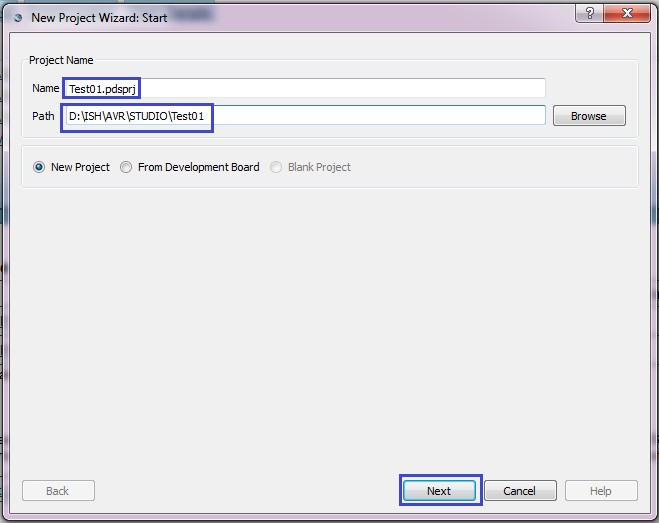 New Project Wizard: Start
Project Name
Name Test01.pdsprj
Path D:\ISH\AVR\STUDIO\Test01 Browse
New Project From Development Board Blank Project
Back Next Cancel Help